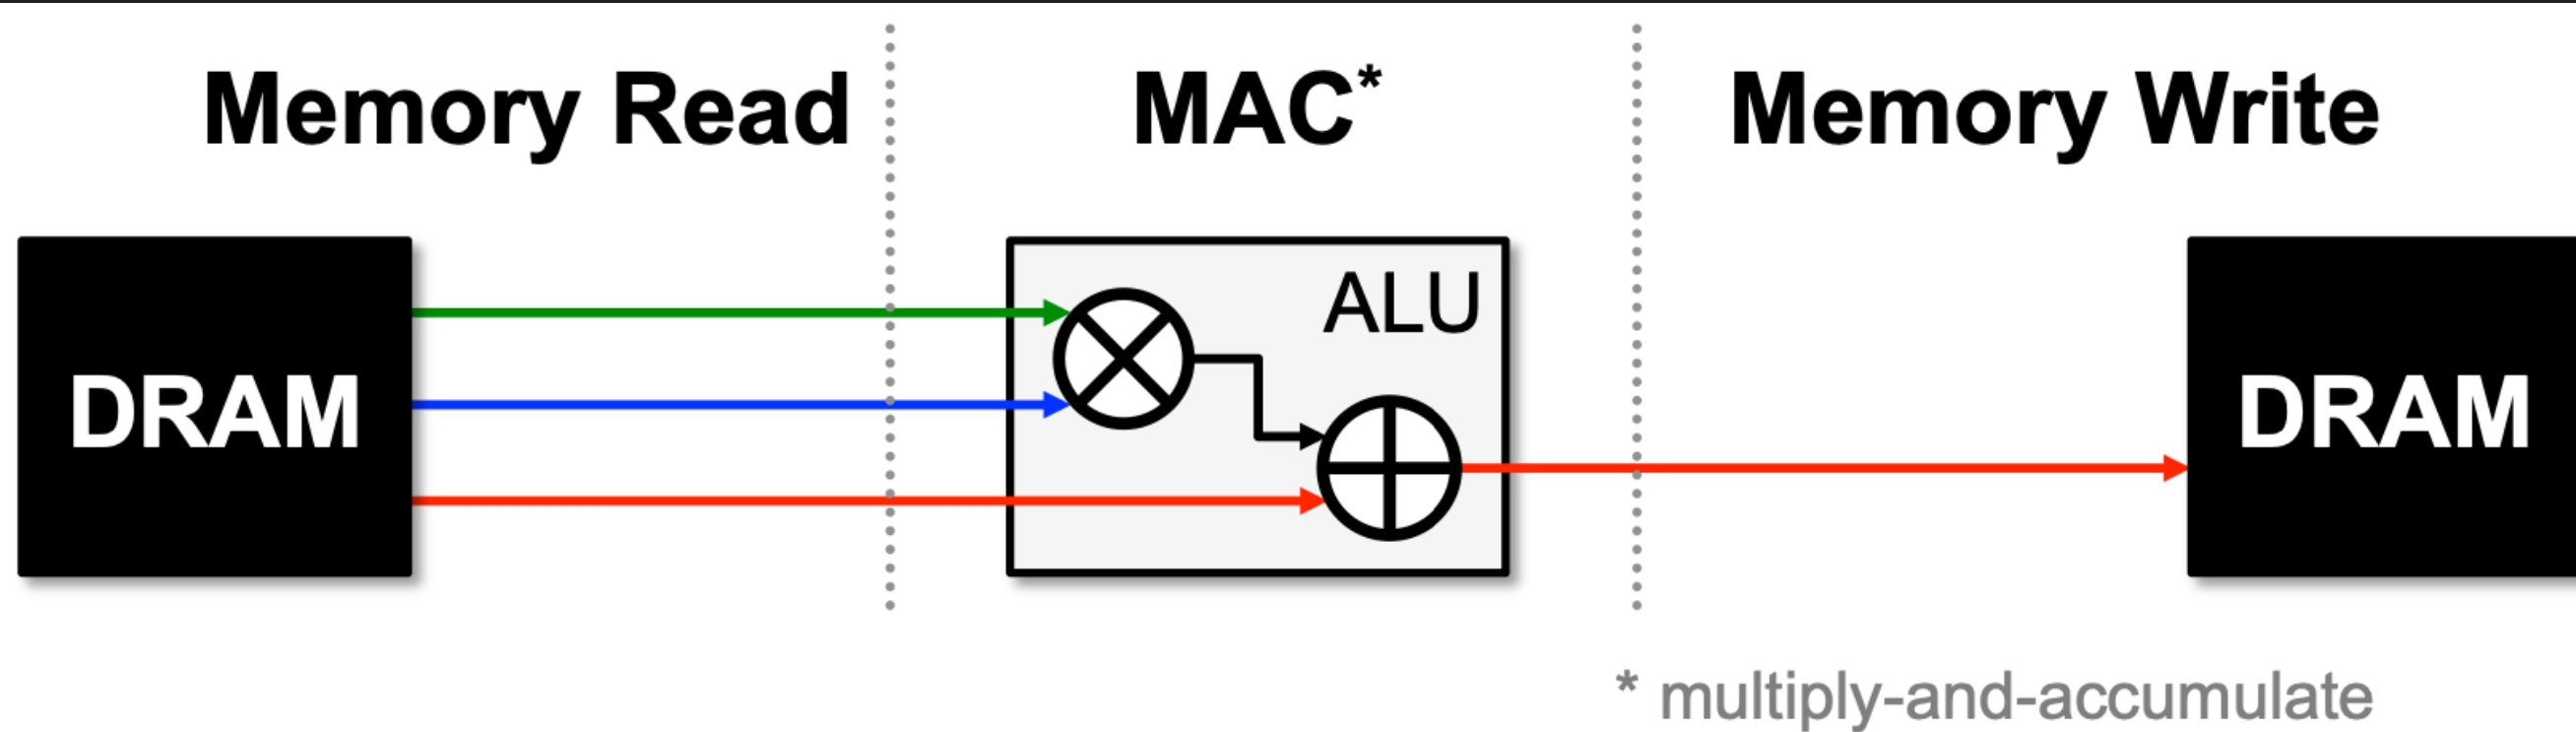 Memory Read
MAC*
Memory Write
DRAM
ALU
DRAM
* multiply-and-accumulate